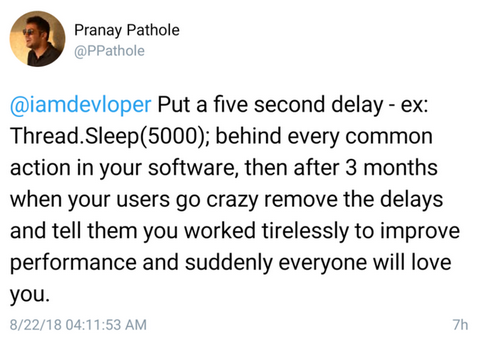 Pranay Pathole
@PPathole
@iamdevloper Put a five second delay - ex:
Thread.Sleep(5000); behind every common
action in your software, then after 3 months
when your users go crazy remove the delays
and tell them you worked tirelessly to improve
performance and suddenly everyone will love
you.
8/22/18 04:11:53 AM 7h